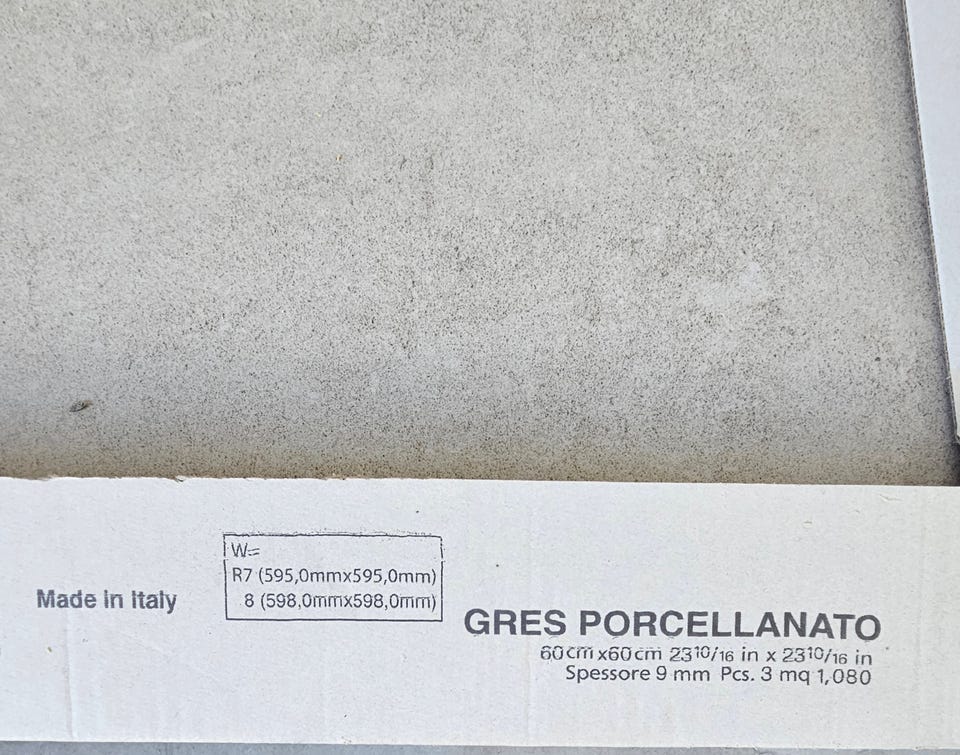 Made in Italy
W=
R7 (595,0mmx595,0mm)
8 (598,0mmx598,0mm)
GRES PORCELLANATO
60cm x60cm 23¹⁰/₁₆ in x 23¹⁰/₁₆ in
Spessore 9 mm Pcs. 3 mq 1,080